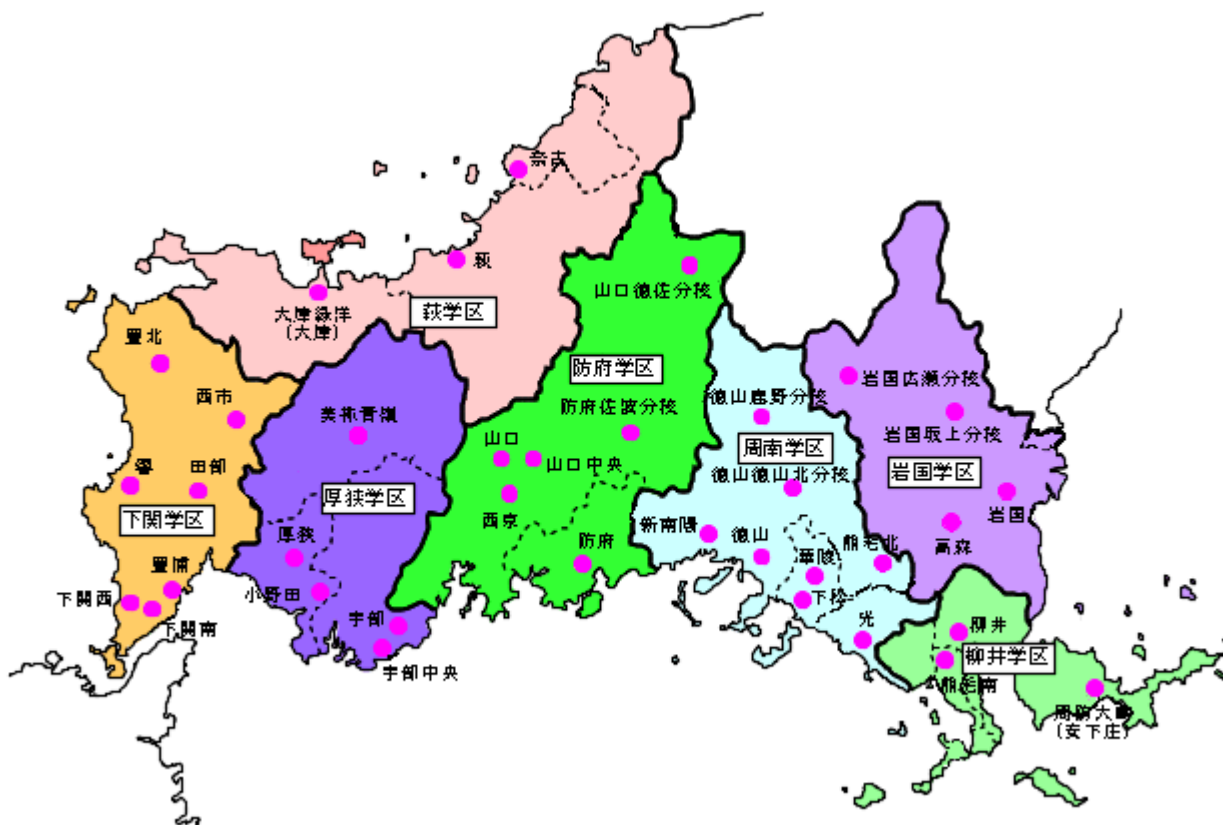 奈古
萩
山口徳佐分校
大津緑洋
(大津)
萩学区
豊北
防府学区
岩国広瀬分校
西市
美祢青嶺
防府佐波分校
徳山鹿野分校
岩国坂上分校
周南学区
山口
山口中央
響
田部
徳山徳山北分校
岩国学区
厚狭学区
下関学区
西京
岩国
新南陽
徳山
高森
厚狭
防府
華陵
熊毛北
豊浦
小野田
下松
下関西
下関南
宇部
光
柳井
宇部中央
柳井学区
熊毛南
周防大島
(安下庄)